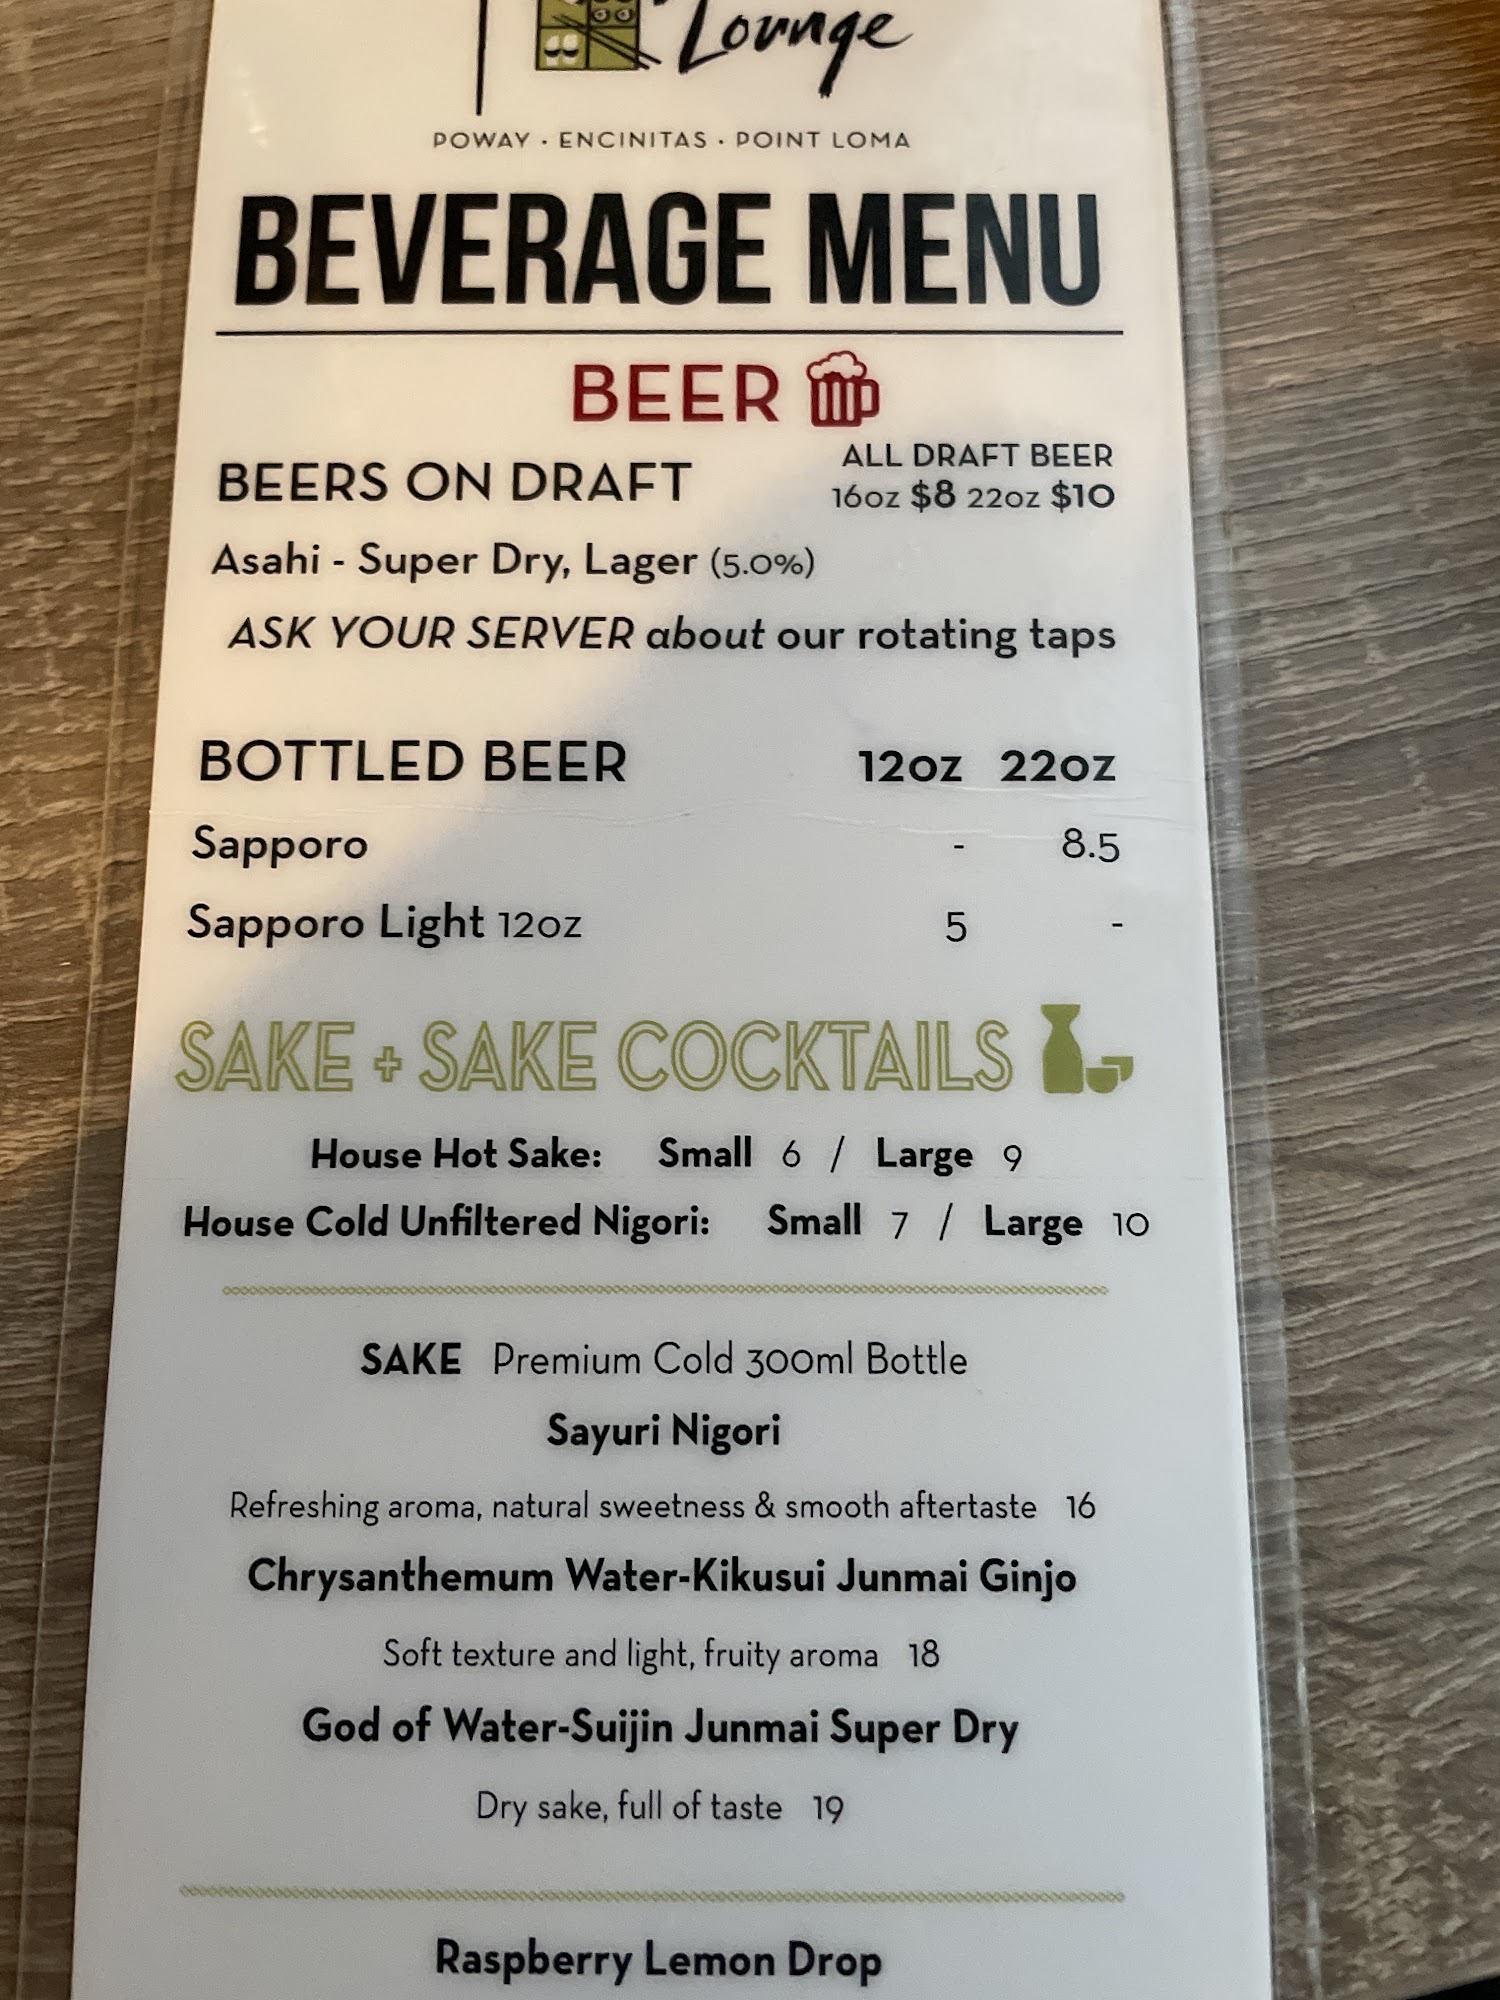 Lounge
POWAY · ENCINITAS · POINT LOMA
BEVERAGE MENU
BEER
BEERS ON DRAFT
ALL DRAFT BEER
16oz $8 22oz $10
Asahi - Super Dry, Lager (5.0%)
ASK YOUR SERVER about our rotating taps
BOTTLED BEER 12oz 22oz
Sapporo - 8.5
Sapporo Light 12oz 5 -
SAKE + SAKE COCKTAILS
House Hot Sake: Small 6 / Large 9
House Cold Unfiltered Nigori: Small 7 / Large 10
SAKE Premium Cold 300ml Bottle
Sayuri Nigori
Refreshing aroma, natural sweetness & smooth aftertaste 16
Chrysanthemum Water-Kikusui Junmai Ginjo
Soft texture and light, fruity aroma 18
God of Water-Suijin Junmai Super Dry
Dry sake, full of taste 19
Raspberry Lemon Drop